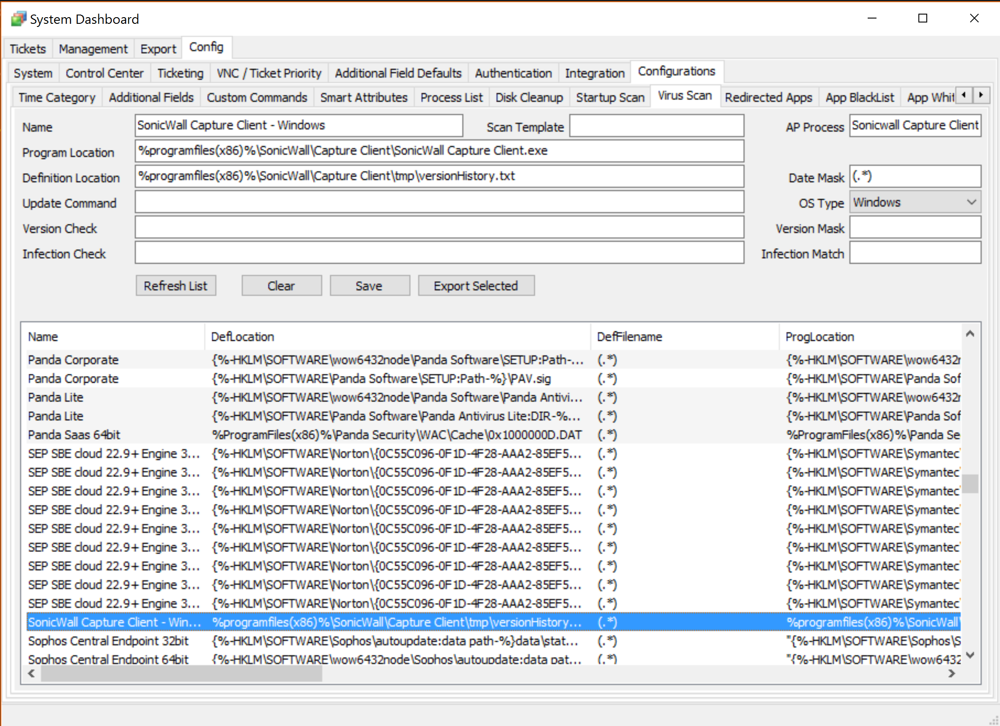 System Dashboard
Tickets Management Export Config
System Control Center Ticketing VNC / Ticket Priority Additional Field Defaults Authentication Integration Configurations
Time Category Additional Fields Custom Commands Smart Attributes Process List Disk Cleanup Startup Scan Virus Scan Redirected Apps App BlackList App Whit
Name SonicWall Capture Client - Windows Scan Template AP Process Sonicwall Capture Client
Program Location %programfiles(x86)%\SonicWall\Capture Client\SonicWall Capture Client.exe
Definition Location %programfiles(x86)%\SonicWall\Capture Client\tmp\versionHistory.txt Date Mask (.*)
Update Command OS Type Windows
Version Check Version Mask
Infection Check Infection Match
Refresh List Clear Save Export Selected
Name DefLocation DefFilename ProgLocation
Panda Corporate {%-HKLM\SOFTWARE\wow6432node\Panda Software\SETUP:Path-... (.*) {%-HKLM\SOFTWARE\wow6432n
Panda Corporate {%-HKLM\SOFTWARE\Panda Software\SETUP:Path-%}\PAV.sig (.*) {%-HKLM\SOFTWARE\Panda Sof
Panda Lite {%-HKLM\SOFTWARE\wow6432node\Panda Software\Panda Antivi... (.*) {%-HKLM\SOFTWARE\wow6432n
Panda Lite {%-HKLM\SOFTWARE\Panda Software\Panda Antivirus Lite:DIR-%... (.*) {%-HKLM\SOFTWARE\Panda Sof
Panda Saas 64bit %ProgramFiles(x86)%\Panda Security\WAC\Cache\0x1000000D.DAT (.*) %ProgramFiles(x86)%\Panda Se
SEP SBE cloud 22.9+ Engine 3... {%-HKLM\SOFTWARE\Norton\{0C55C096-0F1D-4F28-AAA2-85EF5... (.*) {%-HKLM\SOFTWARE\Symantec\
SEP SBE cloud 22.9+ Engine 3... {%-HKLM\SOFTWARE\Norton\{0C55C096-0F1D-4F28-AAA2-85EF5... (.*) {%-HKLM\SOFTWARE\Symantec\
SEP SBE cloud 22.9+ Engine 3... {%-HKLM\SOFTWARE\Norton\{0C55C096-0F1D-4F28-AAA2-85EF5... (.*) {%-HKLM\SOFTWARE\Symantec\
SEP SBE cloud 22.9+ Engine 3... {%-HKLM\SOFTWARE\Norton\{0C55C096-0F1D-4F28-AAA2-85EF5... (.*) {%-HKLM\SOFTWARE\Symantec\
SEP SBE cloud 22.9+ Engine 3... {%-HKLM\SOFTWARE\Norton\{0C55C096-0F1D-4F28-AAA2-85EF5... (.*) {%-HKLM\SOFTWARE\Symantec\
SEP SBE cloud 22.9+ Engine 3... {%-HKLM\SOFTWARE\Norton\{0C55C096-0F1D-4F28-AAA2-85EF5... (.*) {%-HKLM\SOFTWARE\Symantec\
SEP SBE cloud 22.9+ Engine 3... {%-HKLM\SOFTWARE\Norton\{0C55C096-0F1D-4F28-AAA2-85EF5... (.*) {%-HKLM\SOFTWARE\Symantec\
SEP SBE cloud 22.9+ Engine 3... {%-HKLM\SOFTWARE\Norton\{0C55C096-0F1D-4F28-AAA2-85EF5... (.*) {%-HKLM\SOFTWARE\Symantec\
SEP SBE cloud 22.9+ Engine 3... {%-HKLM\SOFTWARE\Norton\{0C55C096-0F1D-4F28-AAA2-85EF5... (.*) {%-HKLM\SOFTWARE\Symantec\
SonicWall Capture Client - Win... %programfiles(x86)%\SonicWall\Capture Client\tmp\versionHistory... (.*) %programfiles(x86)%\SonicWall\
Sophos Central Endpoint 32bit {%-HKLM\SOFTWARE\Sophos\autoupdate:data path-%}data\stat... (.*) "{%-HKLM\SOFTWARE\Sophos\S
Sophos Central Endpoint 64bit {%-HKLM\SOFTWARE\wow6432node\Sophos\autoupdate:data pat... (.*) "{%-HKLM\SOFTWARE\wow6432